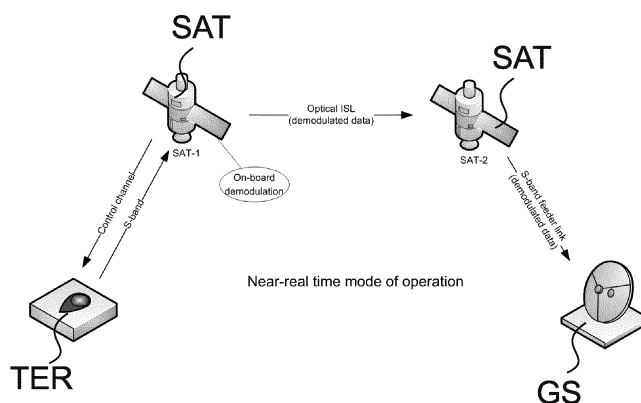 SAT
SAT
Optical ISL
(demodulated data)
SAT-1
SAT-2
On-board
demodulation
Control channel
S-band
S-band feeder link
(demodulated data)
Near-real time mode of operation
TER
GS